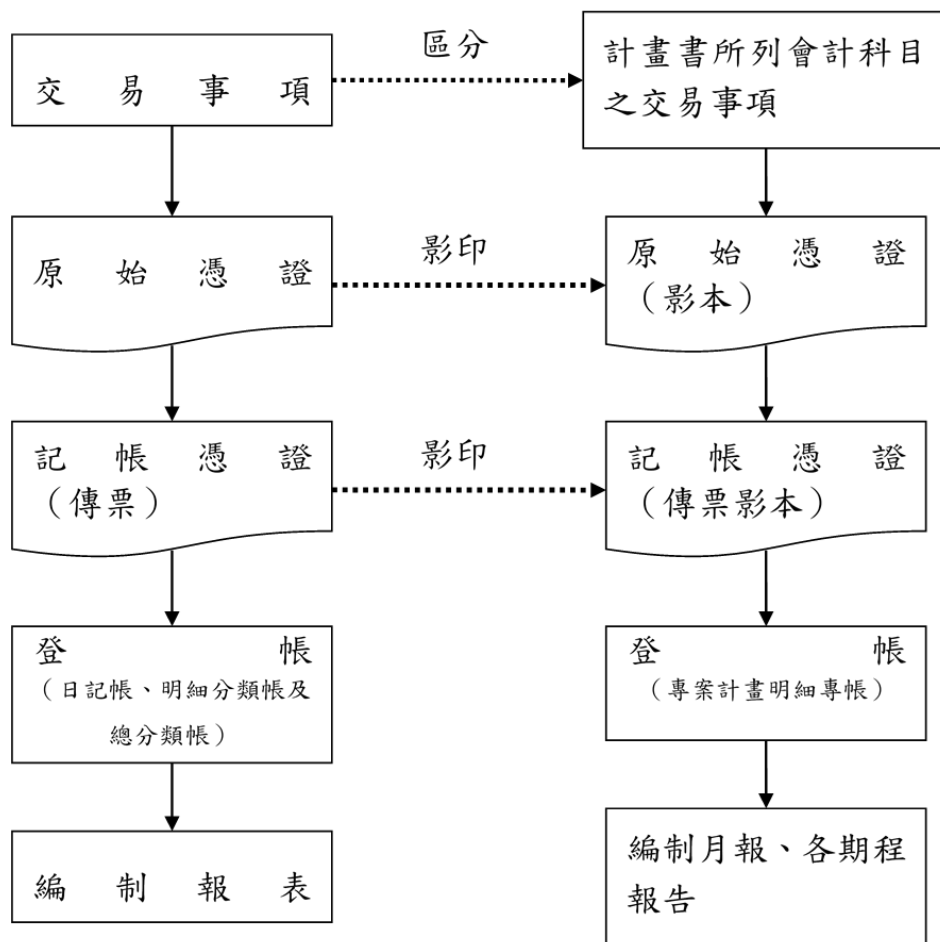 交易事項
區分
計畫書所列會計科目
之交易事項
原始憑證
影印
原始憑證
（影本）
記帳憑證
（傳票）
影印
記帳憑證
（傳票影本）
登帳
（日記帳、明細分類帳及
總分類帳）
登帳
（專案計畫明細專帳）
編制報表
編制月報、各期程
報告